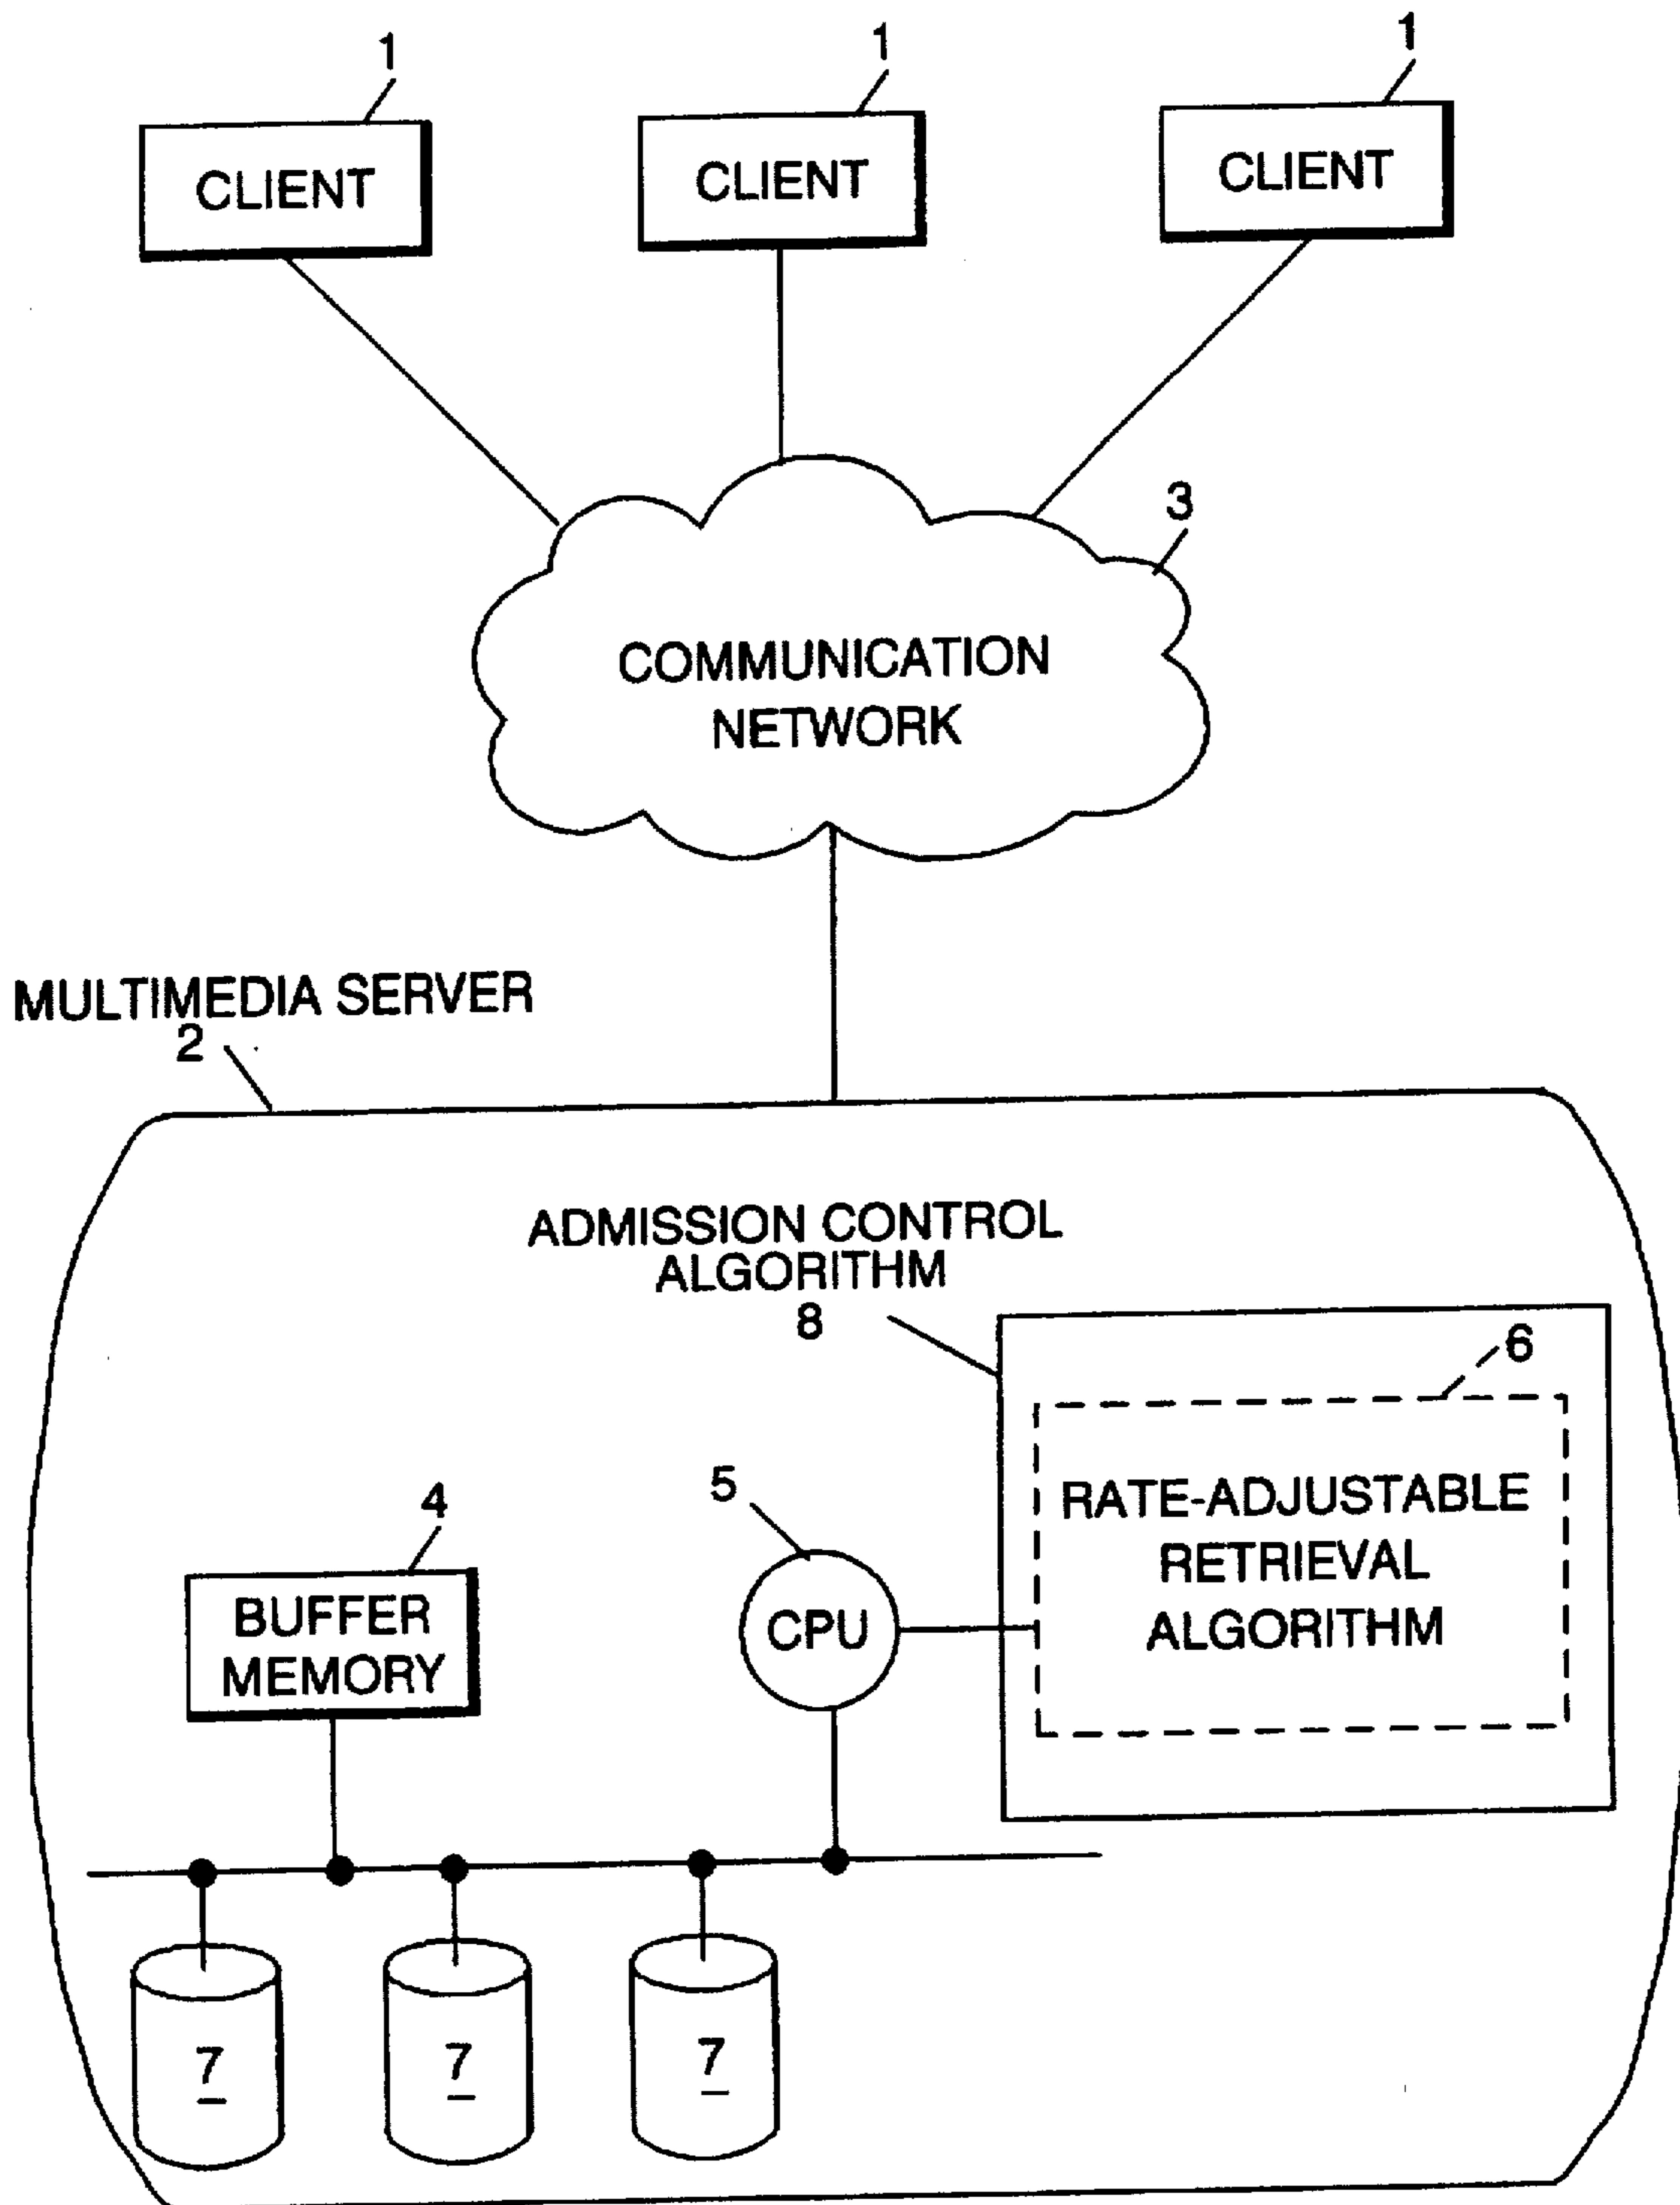 1
1
1
CLIENT
CLIENT
CLIENT
3
COMMUNICATION
NETWORK
MULTIMEDIA SERVER
2
ADMISSION CONTROL
ALGORITHM
8
6
RATE-ADJUSTABLE
RETRIEVAL
ALGORITHM
5
CPU
4
BUFFER
MEMORY
7
7
7